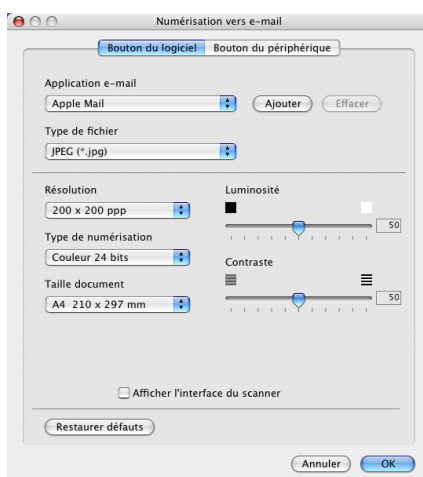 Numérisation vers e-mail
Bouton du logiciel Bouton du périphérique
Application e-mail
Apple Mail Ajouter Effacer
Type de fichier
JPEG (*.jpg)
Résolution Luminosité
200 x 200 ppp
50
Type de numérisation
Couleur 24 bits
Contraste
Taille document
A4 210 x 297 mm 50
Afficher l'interface du scanner
Restaurer défauts
Annuler OK